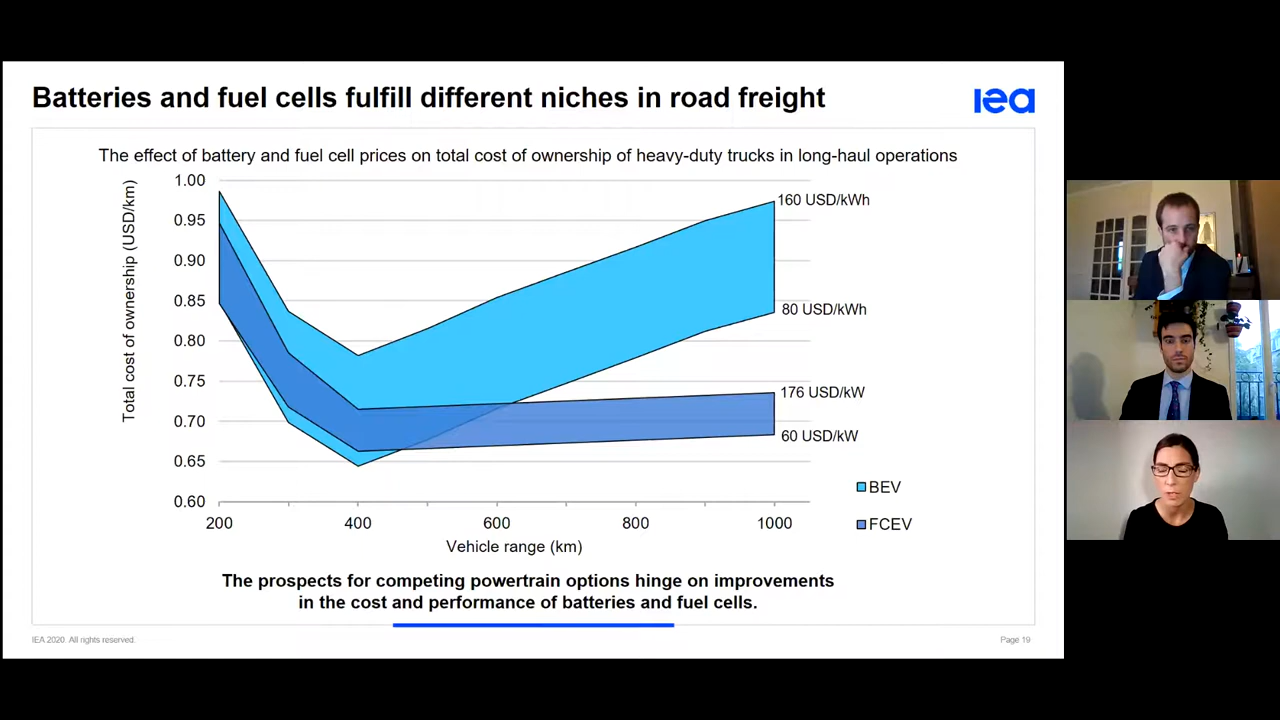 Batteries and fuel cells fulfill different niches in road freight
iea
The effect of battery and fuel cell prices on total cost of ownership of heavy-duty trucks in long-haul operations
Total cost of ownership (USD/km)
1.00
0.95
0.90
0.85
0.80
0.75
0.70
0.65
0.60
160 USD/kWh
80 USD/kWh
176 USD/kW
60 USD/kW
BEV
FCEV
200 400 600 800 1000
Vehicle range (km)
The prospects for competing powertrain options hinge on improvements
in the cost and performance of batteries and fuel cells.
IEA 2020. All rights reserved.
Page 19